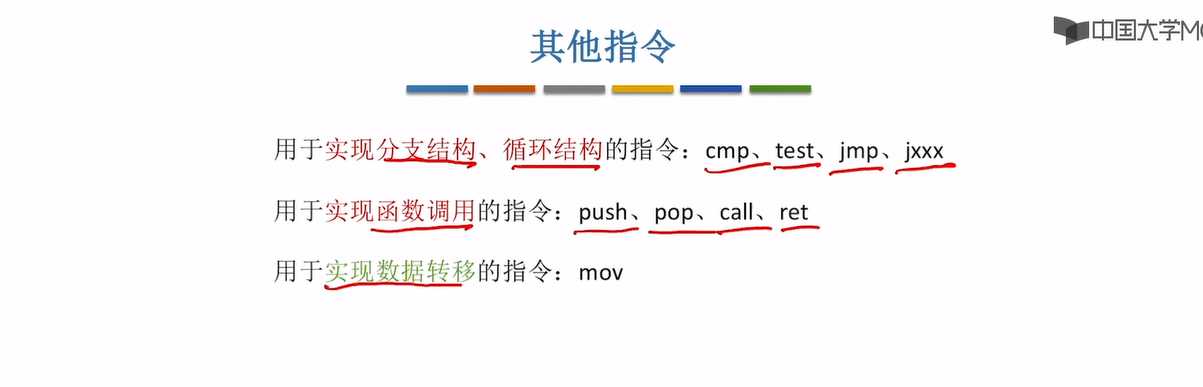 中国大学MO
其他指令
用于实现分支结构、循环结构的指令：cmp、test、jmp、jxxx
用于实现函数调用的指令：push、pop、call、ret
用于实现数据转移的指令：mov